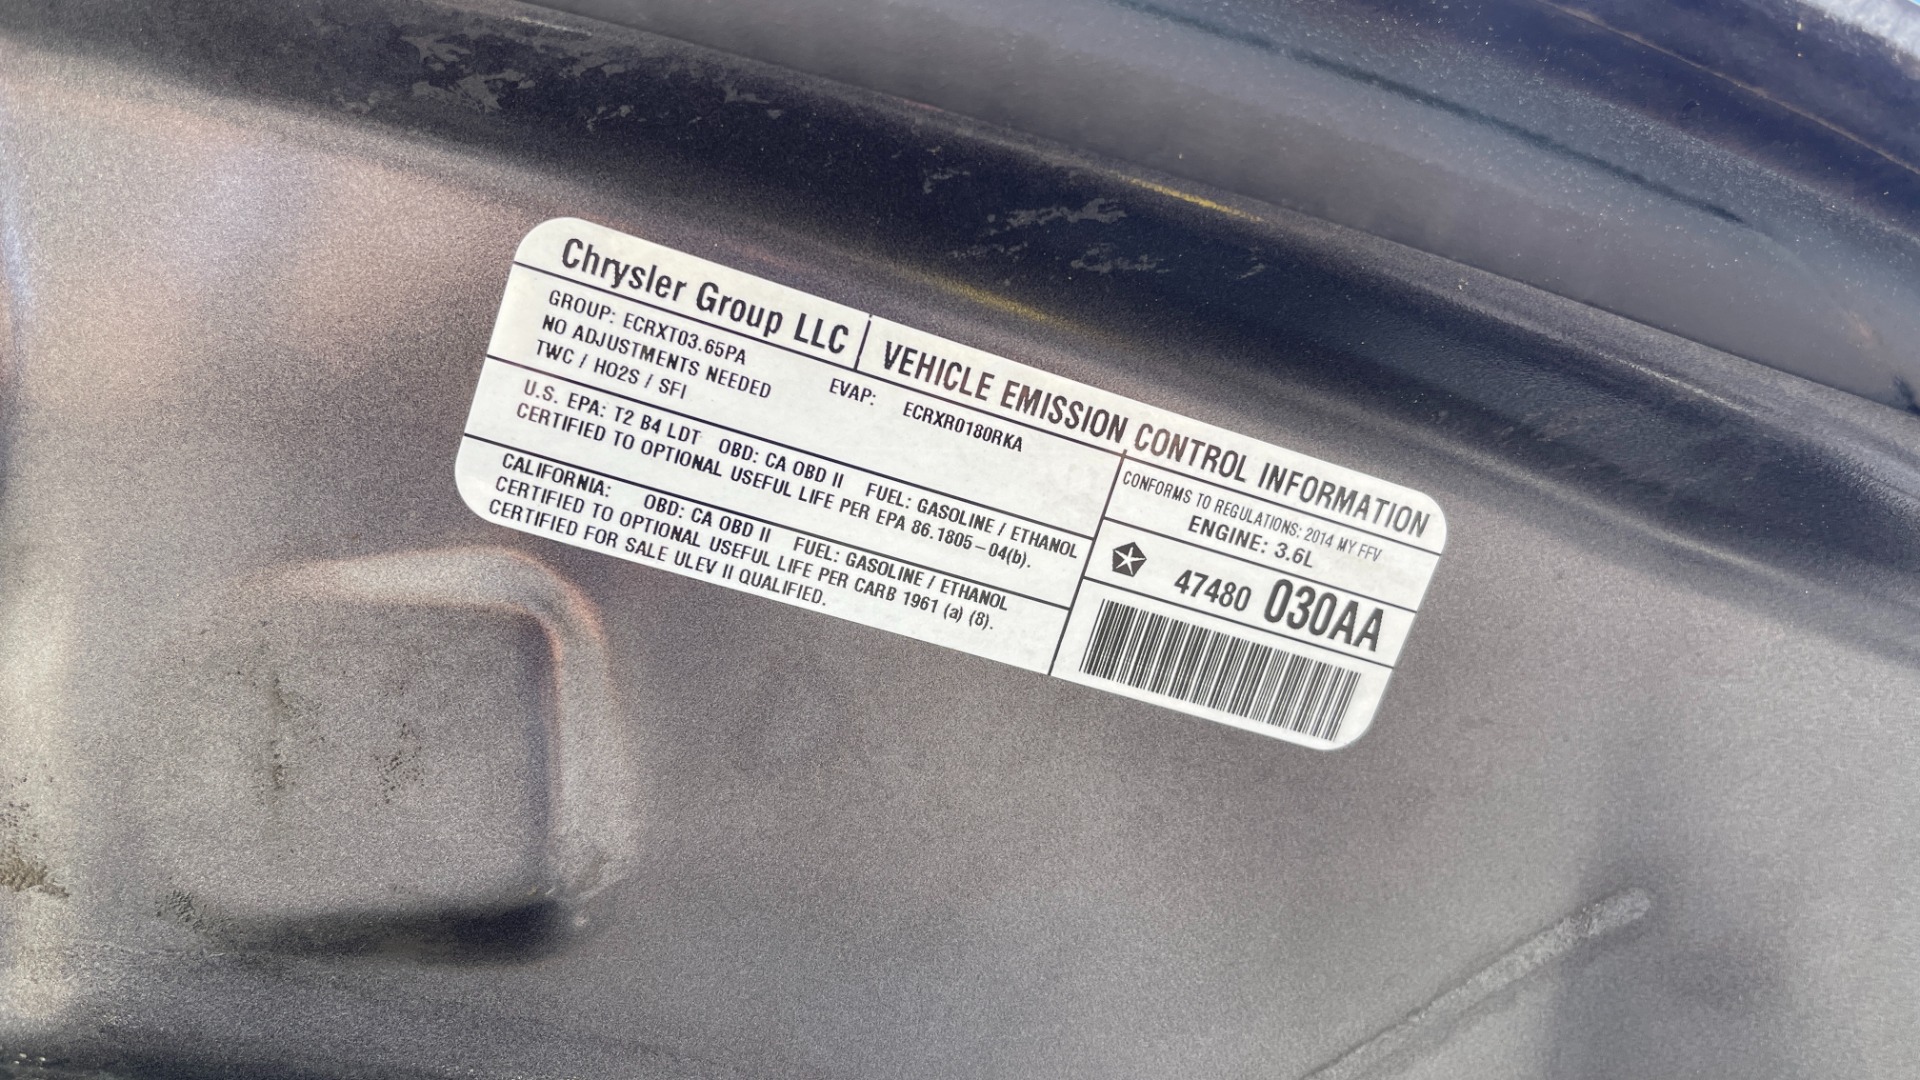 Chrysler Group LLC
VEHICLE EMISSION CONTROL INFORMATION
GROUP: ECRXT03.65PA
EVAP: ECRXR0180RKA
NO ADJUSTMENTS NEEDED
TWC / HO2S / SFI
U.S. EPA: T2 B4 LDT OBD: CA OBD II FUEL: GASOLINE / ETHANOL
CERTIFIED TO OPTIONAL USEFUL LIFE PER EPA 86.1805-04(b).
CALIFORNIA: OBD: CA OBD II FUEL: GASOLINE / ETHANOL
CERTIFIED TO OPTIONAL USEFUL LIFE PER CARB 1961 (a) (8).
CERTIFIED FOR SALE ULEV II QUALIFIED.
CONFORMS TO REGULATIONS: 2014 MY FFV
ENGINE: 3.6L
47480 030AA